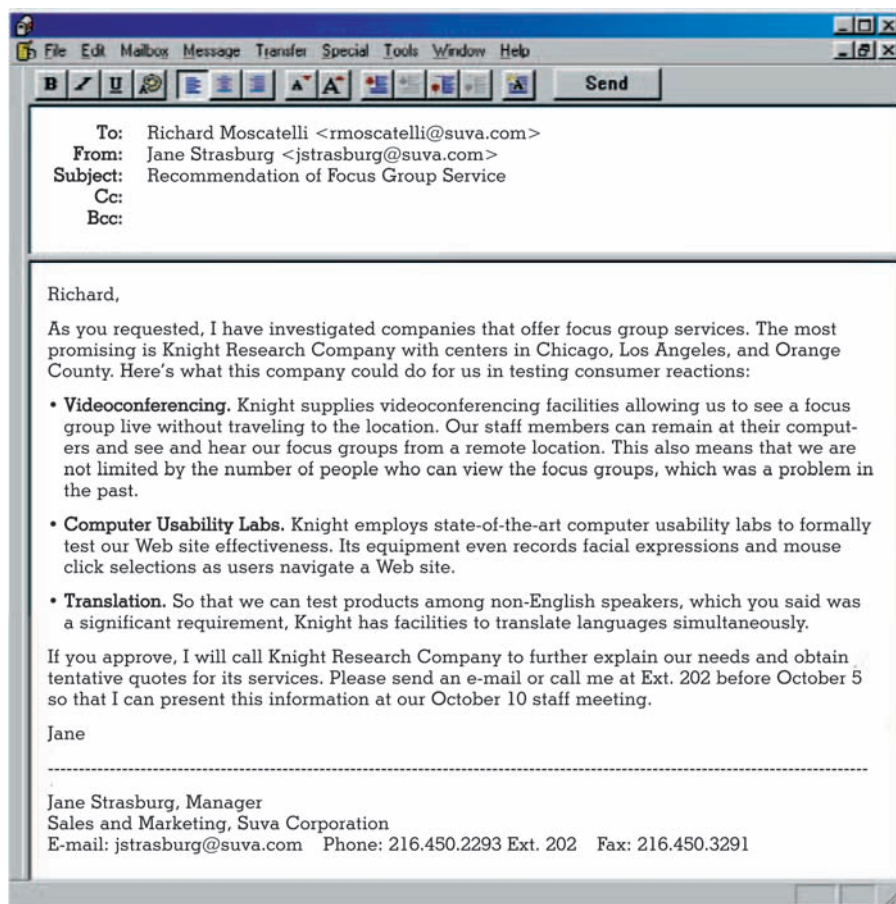 File Edit Mailbox Message Transfer Special Tools Window Help
B I U A A A Send
To: Richard Moscatelli <rmoscatelli@suva.com>
From: Jane Strasburg <jstrasburg@suva.com>
Subject: Recommendation of Focus Group Service
Cc:
Bcc:
Richard,
As you requested, I have investigated companies that offer focus group services. The most
promising is Knight Research Company with centers in Chicago, Los Angeles, and Orange
County. Here's what this company could do for us in testing consumer reactions:
• Videoconferencing. Knight supplies videoconferencing facilities allowing us to see a focus
group live without traveling to the location. Our staff members can remain at their comput-
ers and see and hear our focus groups from a remote location. This also means that we are
not limited by the number of people who can view the focus groups, which was a problem in
the past.
• Computer Usability Labs. Knight employs state-of-the-art computer usability labs to formally
test our Web site effectiveness. Its equipment even records facial expressions and mouse
click selections as users navigate a Web site.
• Translation. So that we can test products among non-English speakers, which you said was
a significant requirement, Knight has facilities to translate languages simultaneously.
If you approve, I will call Knight Research Company to further explain our needs and obtain
tentative quotes for its services. Please send an e-mail or call me at Ext. 202 before October 5
so that I can present this information at our October 10 staff meeting.
Jane
Jane Strasburg, Manager
Sales and Marketing, Suva Corporation
E-mail: jstrasburg@suva.com Phone: 216.450.2293 Ext. 202 Fax: 216.450.3291